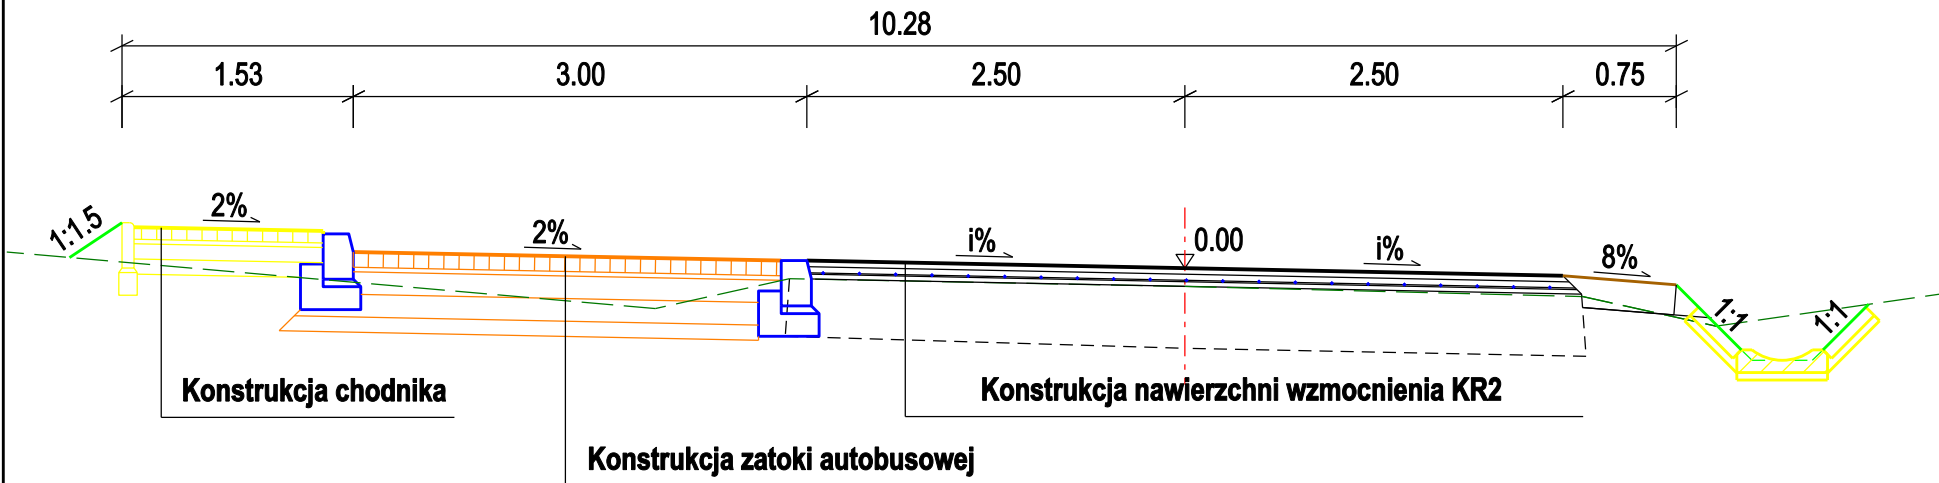 10.28
1.53 3.00 2.50 2.50 0.75
1:1.5 2% 2% i% 0.00 i% 8% 1:1 1:1
Konstrukcja chodnika
Konstrukcja nawierzchni wzmocnienia KR2
Konstrukcja zatoki autobusowej